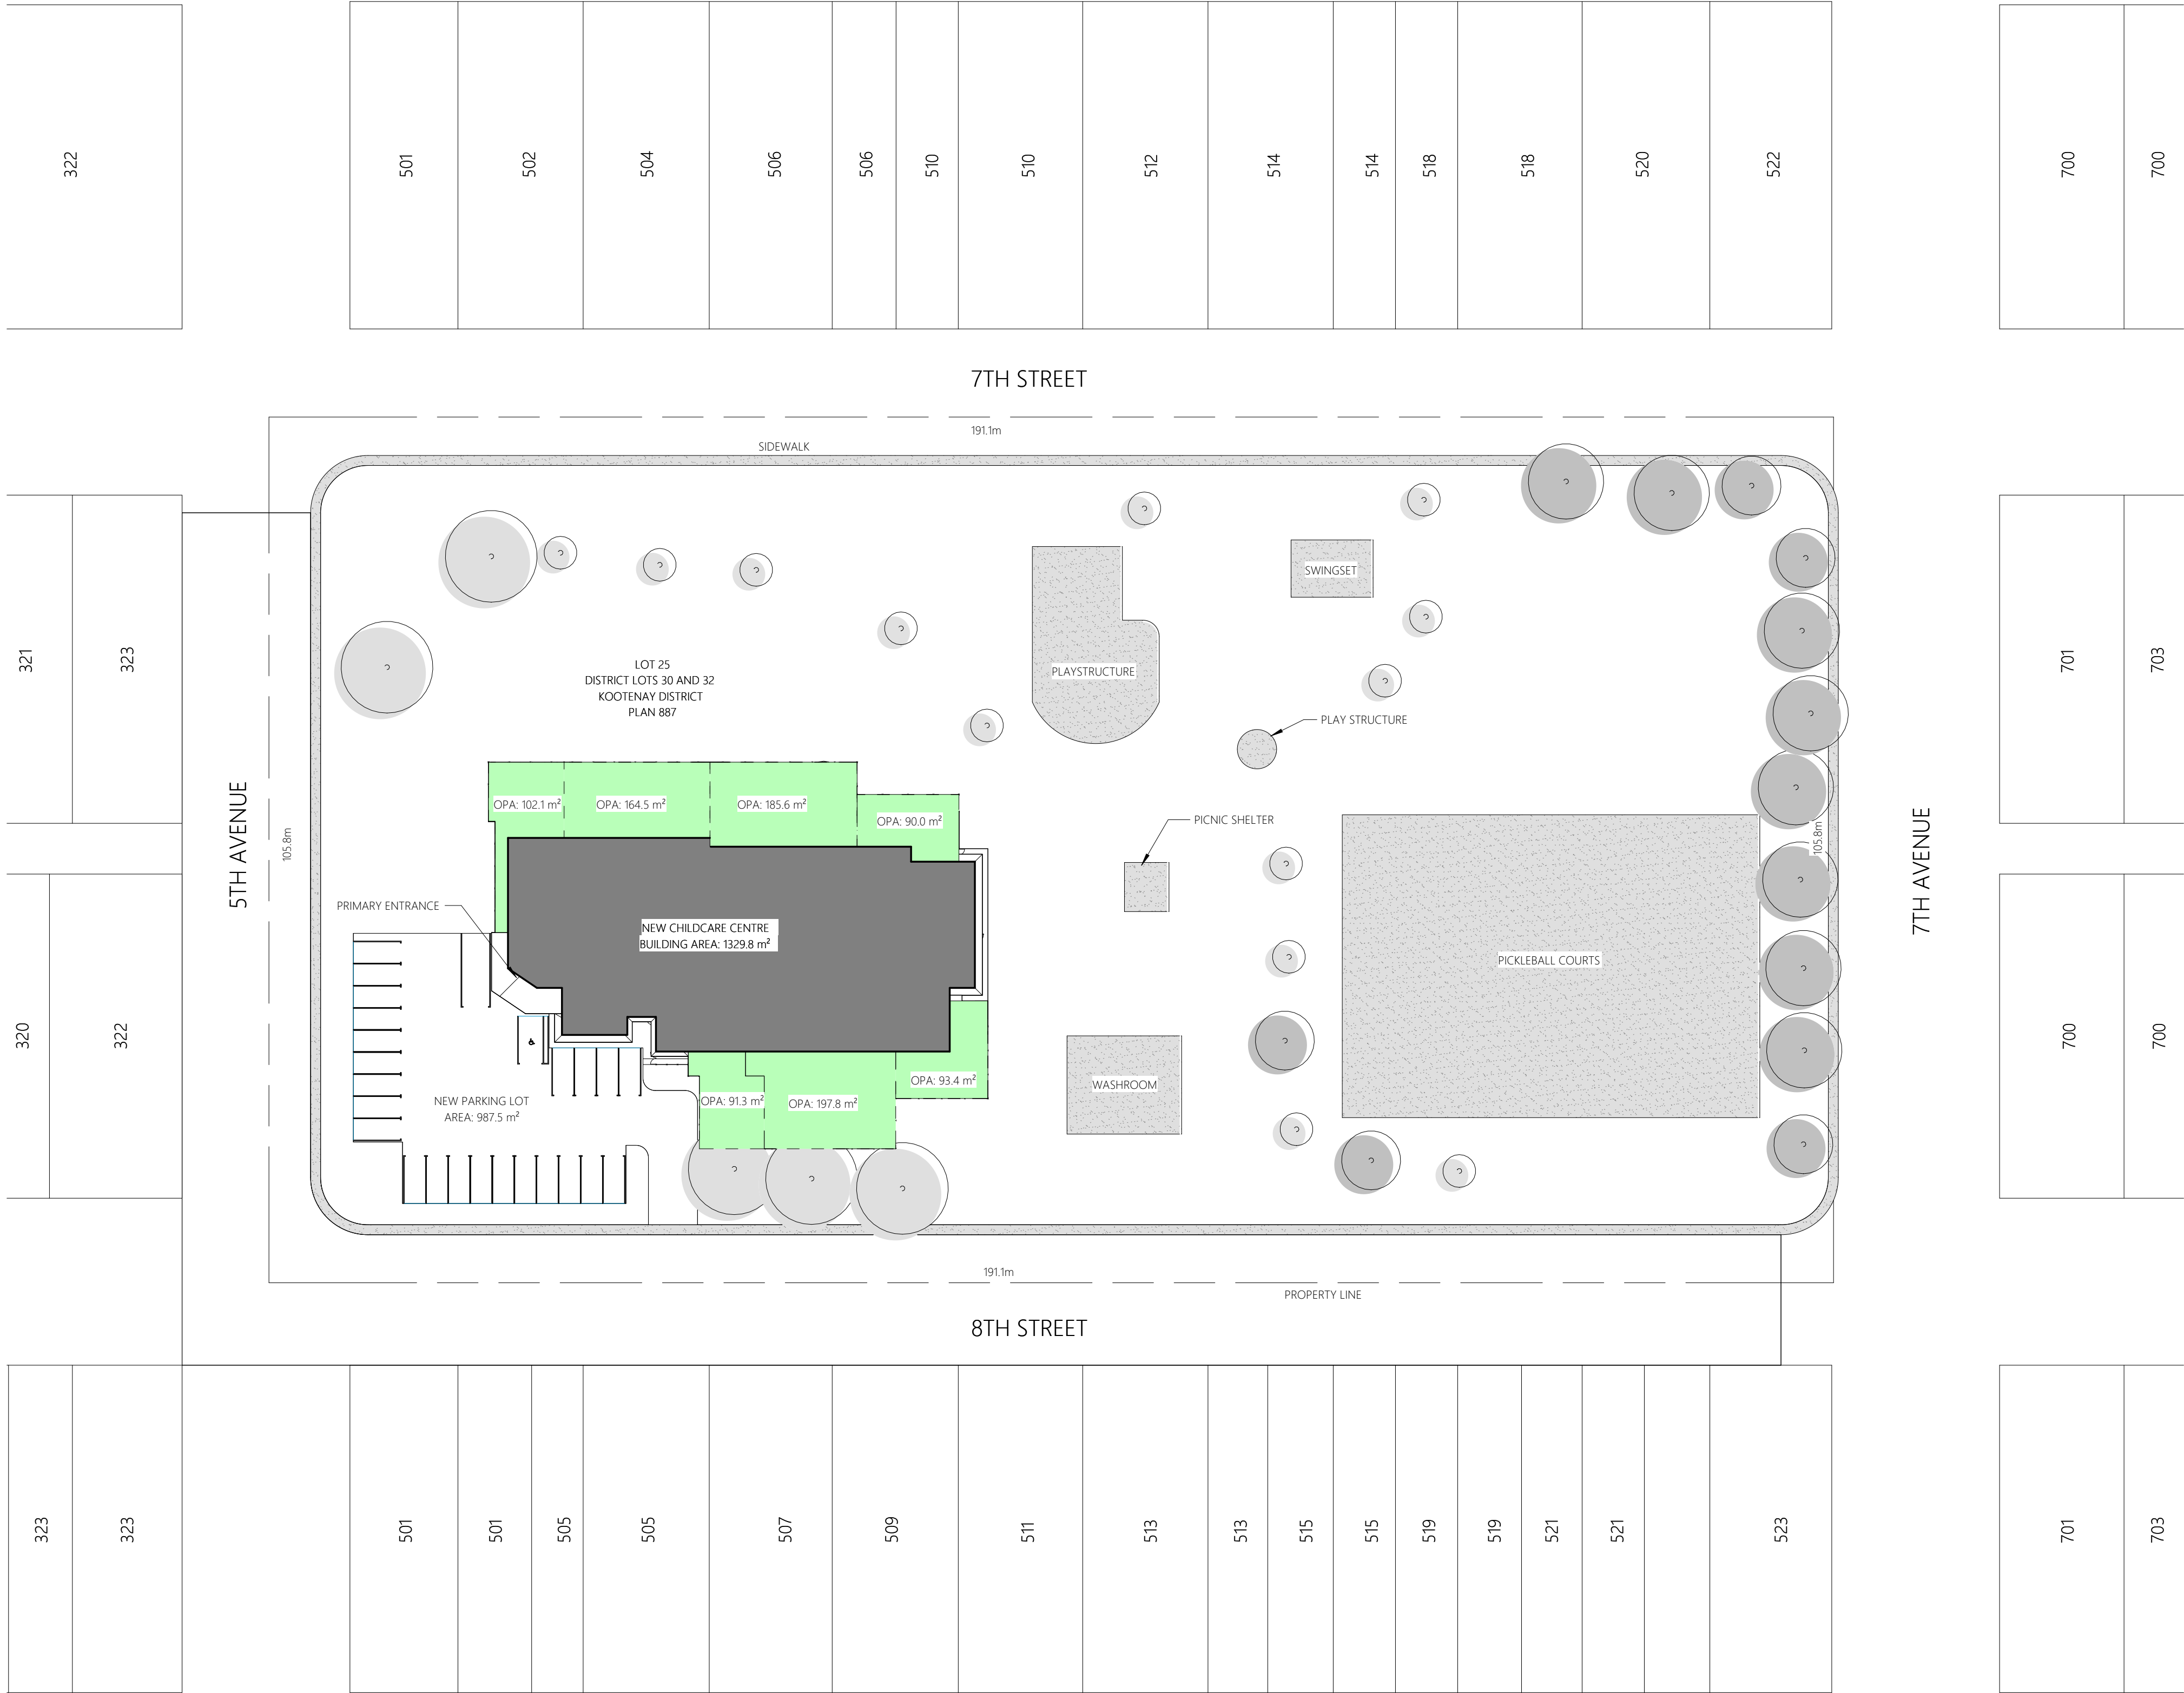 322
501
502
504
506
506
510
510
512
514
514
518
518
520
522
700
700
7TH STREET
191.1m
SIDEWALK
321
323
SWINGSET
PLAYSTRUCTURE
701
703
LOT 25
DISTRICT LOTS 30 AND 32
KOOTENAY DISTRICT
PLAN 887
PLAY STRUCTURE
OPA: 102.1 m²
OPA: 164.5 m²
OPA: 185.6 m²
OPA: 90.0 m²
PICNIC SHELTER
5TH AVENUE
105.8m
105.8m
7TH AVENUE
PRIMARY ENTRANCE
NEW CHILDCARE CENTRE
BUILDING AREA: 1329.8 m²
PICKLEBALL COURTS
320
322
700
700
OPA: 93.4 m²
WASHROOM
NEW PARKING LOT
AREA: 987.5 m²
OPA: 91.3 m²
OPA: 197.8 m²
191.1m
PROPERTY LINE
8TH STREET
323
323
501
501
505
505
507
509
511
513
513
515
515
519
519
521
521
523
701
703